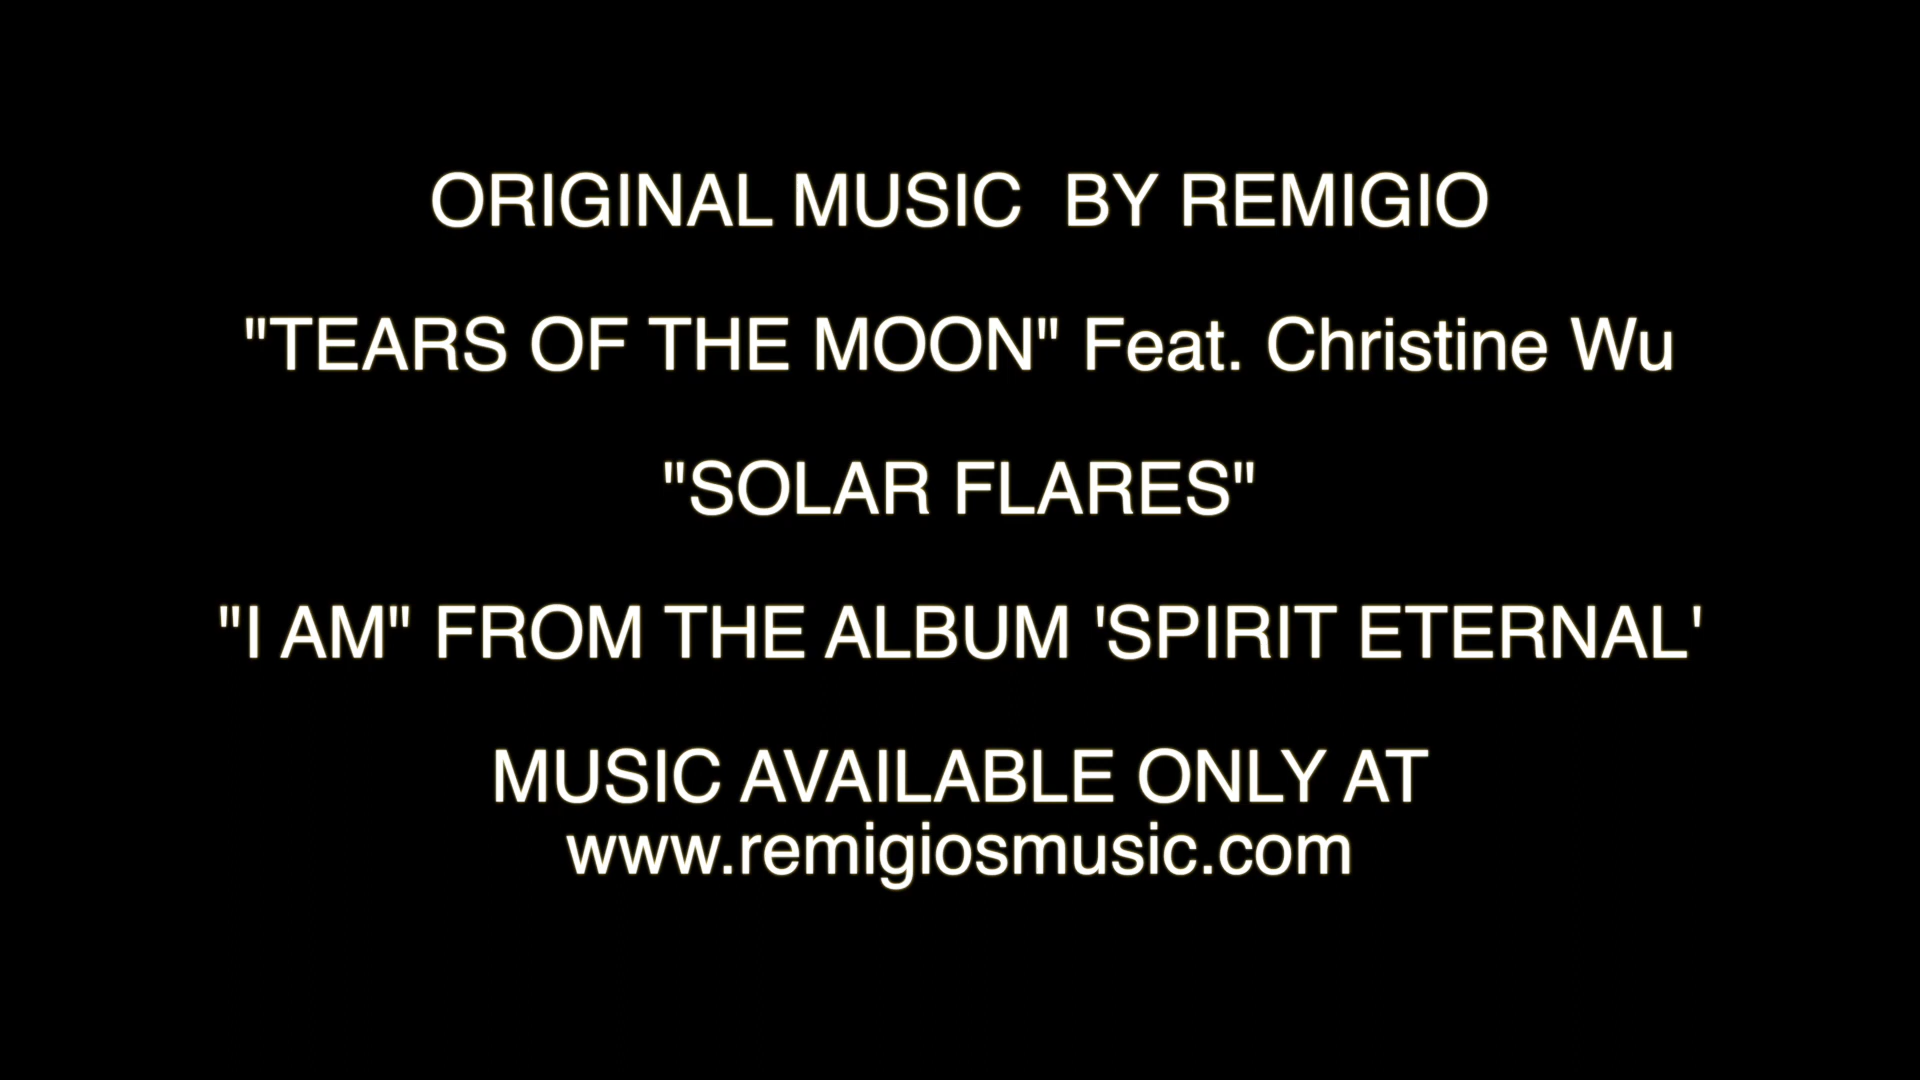 ORIGINAL MUSIC  BY REMIGIO
"TEARS OF THE MOON" Feat. Christine Wu
"SOLAR FLARES"
"I AM" FROM THE ALBUM 'SPIRIT ETERNAL'
MUSIC AVAILABLE ONLY AT
www.remigiosmusic.com